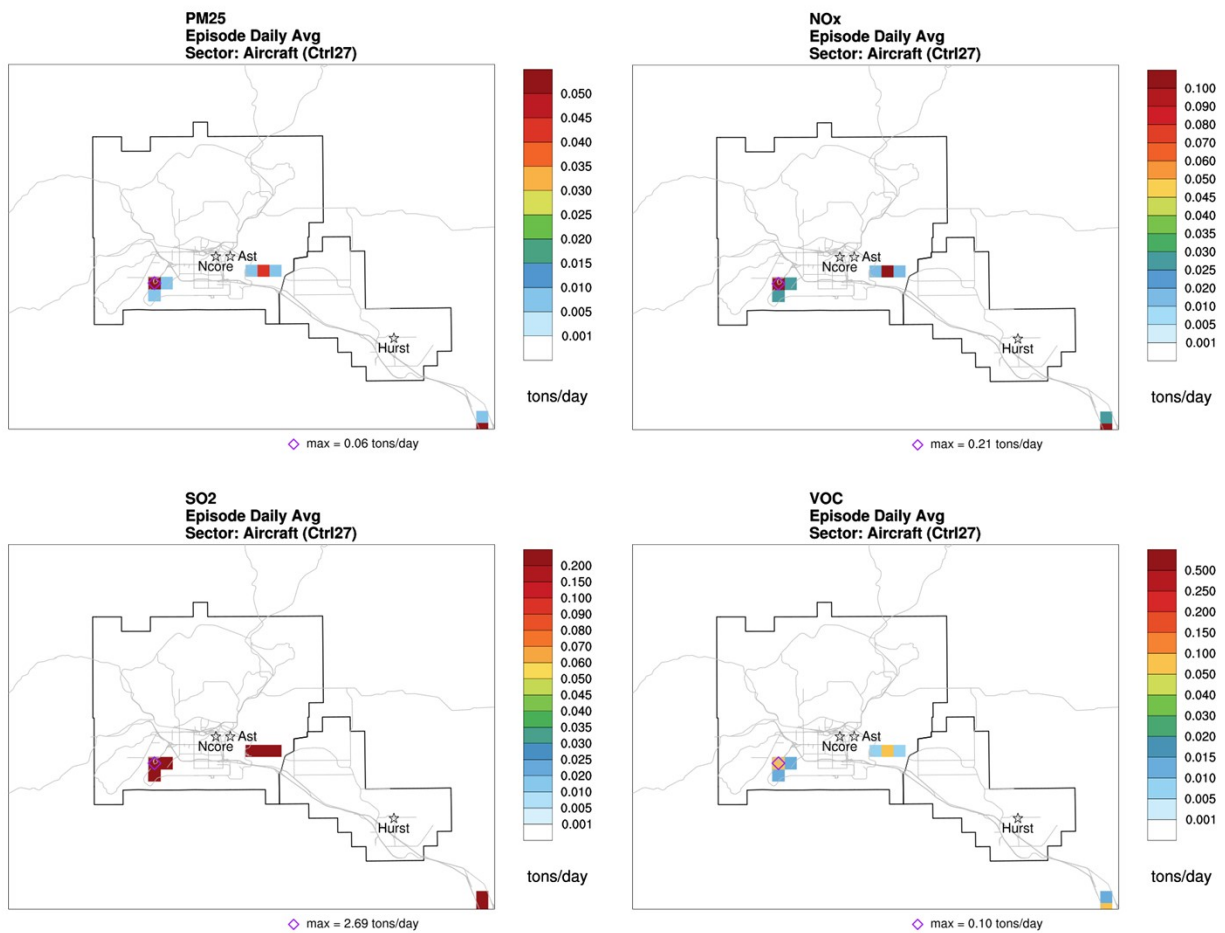 PM25
Episode Daily Avg
Sector: Aircraft (Ctrl27)
Ast
Ncore
Hurst
0.050
0.045
0.040
0.035
0.030
0.025
0.020
0.015
0.010
0.005
0.001
tons/day
max = 0.06 tons/day
NOx
Episode Daily Avg
Sector: Aircraft (Ctrl27)
Ast
Ncore
Hurst
0.100
0.090
0.080
0.070
0.060
0.050
0.045
0.040
0.035
0.030
0.025
0.020
0.010
0.005
0.001
tons/day
max = 0.21 tons/day
SO2
Episode Daily Avg
Sector: Aircraft (Ctrl27)
Ast
Ncore
Hurst
0.200
0.150
0.100
0.090
0.080
0.070
0.060
0.050
0.045
0.040
0.035
0.030
0.025
0.020
0.010
0.005
0.001
tons/day
max = 2.69 tons/day
VOC
Episode Daily Avg
Sector: Aircraft (Ctrl27)
Ast
Ncore
Hurst
0.500
0.250
0.200
0.150
0.100
0.050
0.040
0.030
0.020
0.015
0.010
0.005
0.001
tons/day
max = 0.10 tons/day